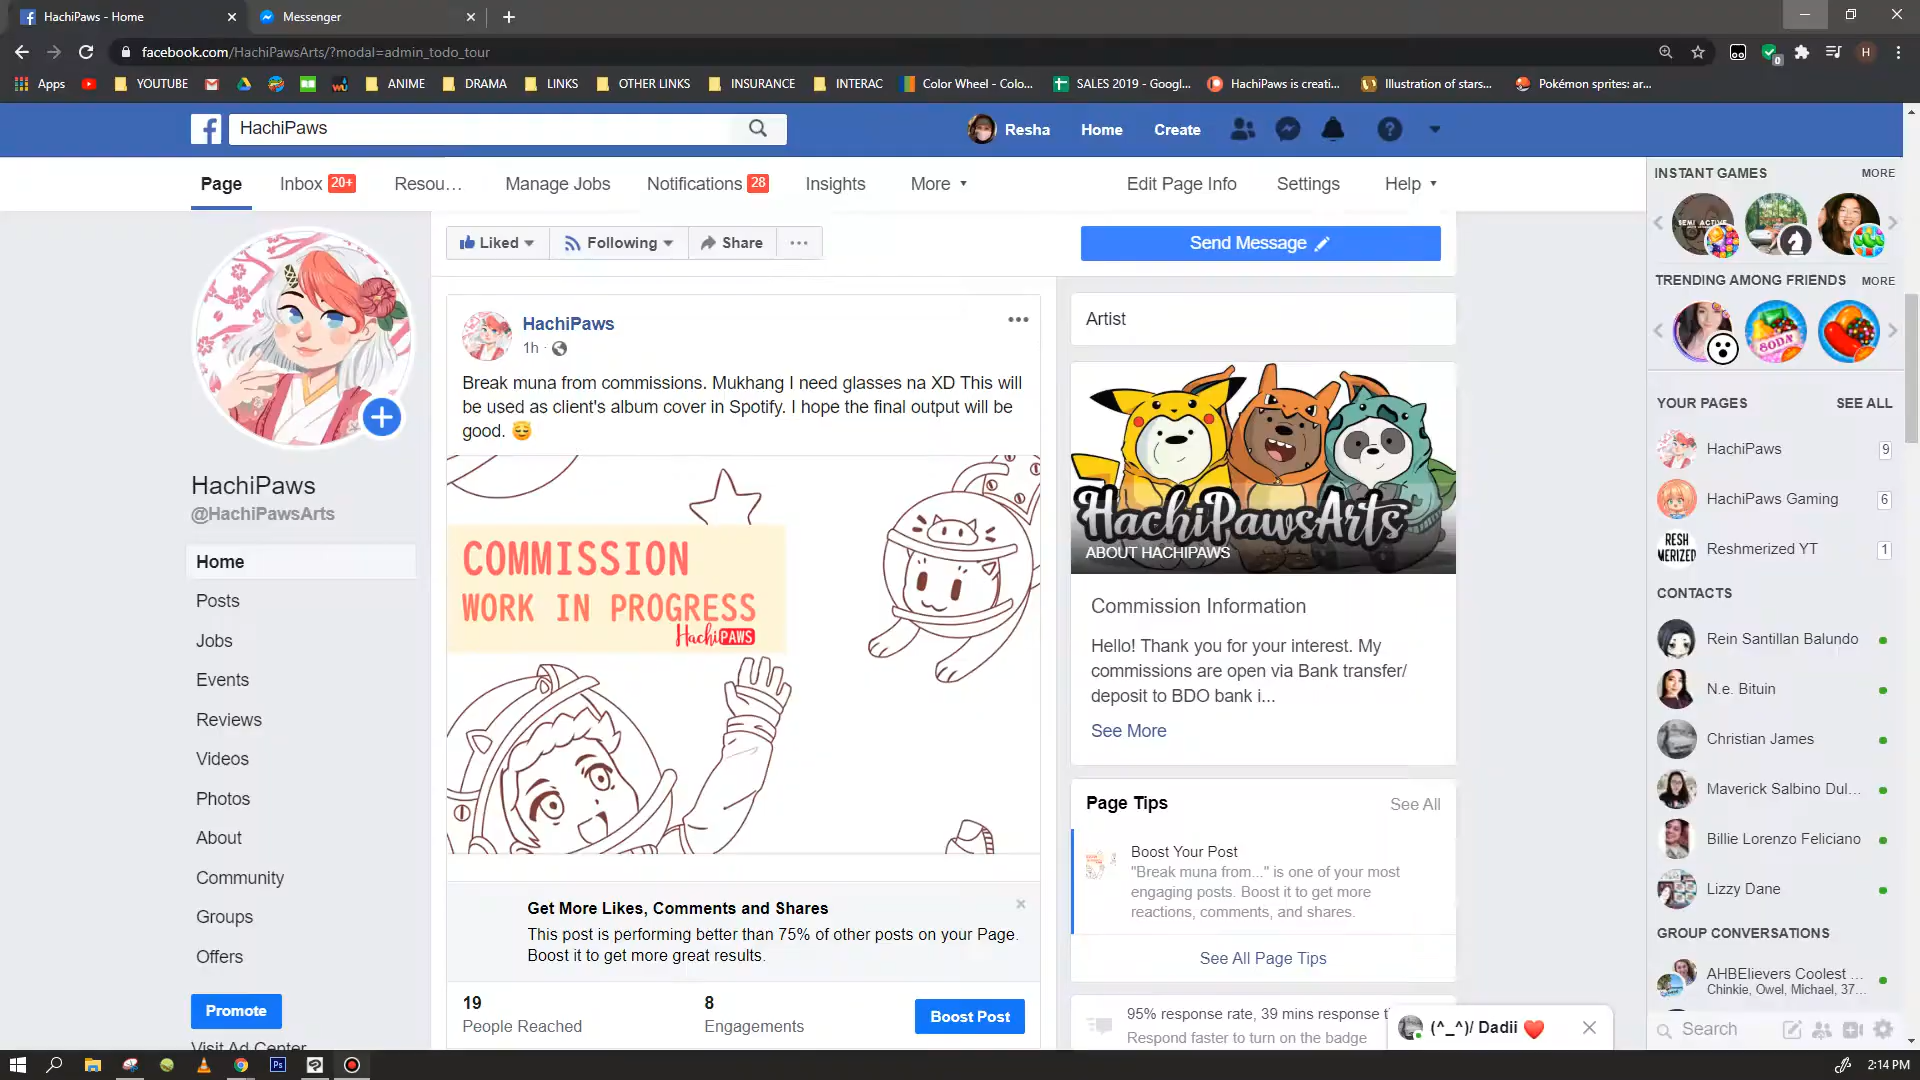 HachiPaws - Home
Messenger
facebook.com/HachiPawsArts/?modal=admin_todo_tour
Apps
YOUTUBE
ANIME
DRAMA
LINKS
OTHER LINKS
INSURANCE
INTERAC
Color Wheel - Colo...
SALES 2019 - Googl...
HachiPaws is creati...
Illustration of stars...
Pokémon sprites: ar...
HachiPaws
Resha
Home
Create
Page
Inbox 20+
Resou...
Manage Jobs
Notifications 28
Insights
More
Edit Page Info
Settings
Help
Liked
Following
Share
Send Message
HachiPaws
@HachiPawsArts
Home
Posts
Jobs
Events
Reviews
Videos
Photos
About
Community
Groups
Offers
Promote
Visit Ad Center
HachiPaws
1h
Break muna from commissions. Mukhang I need glasses na XD This will
be used as client's album cover in Spotify. I hope the final output will be
good.
COMMISSION
WORK IN PROGRESS
HachiPAWS
Get More Likes, Comments and Shares
This post is performing better than 75% of other posts on your Page.
Boost it to get more great results.
19
People Reached
8
Engagements
Boost Post
Artist
HachiPawsArts
ABOUT HACHIPAWS
Commission Information
Hello! Thank you for your interest. My
commissions are open via Bank transfer/
deposit to BDO bank i...
See More
Page Tips
See All
Boost Your Post
"Break muna from..." is one of your most
engaging posts. Boost it to get more
reactions, comments, and shares.
See All Page Tips
95% response rate, 39 mins response
Respond faster to turn on the badge
(^_^)/ Dadii
INSTANT GAMES
MORE
SEMI ACTIVE
TRENDING AMONG FRIENDS
MORE
SODA
YOUR PAGES
SEE ALL
HachiPaws
9
HachiPaws Gaming
6
RESH
MERIZED
Reshmerized YT
1
CONTACTS
Rein Santillan Balundo
N.e. Bituin
Christian James
Maverick Salbino Dul...
Billie Lorenzo Feliciano
Lizzy Dane
GROUP CONVERSATIONS
AHBElievers Coolest ...
Chinkie, Owel, Michael, 37...
Search
2:14 PM